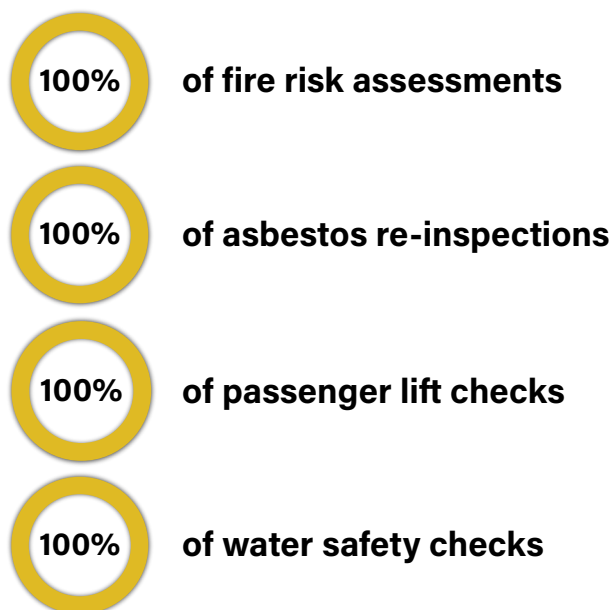 100% of fire risk assessments
100% of asbestos re-inspections
100% of passenger lift checks
100% of water safety checks